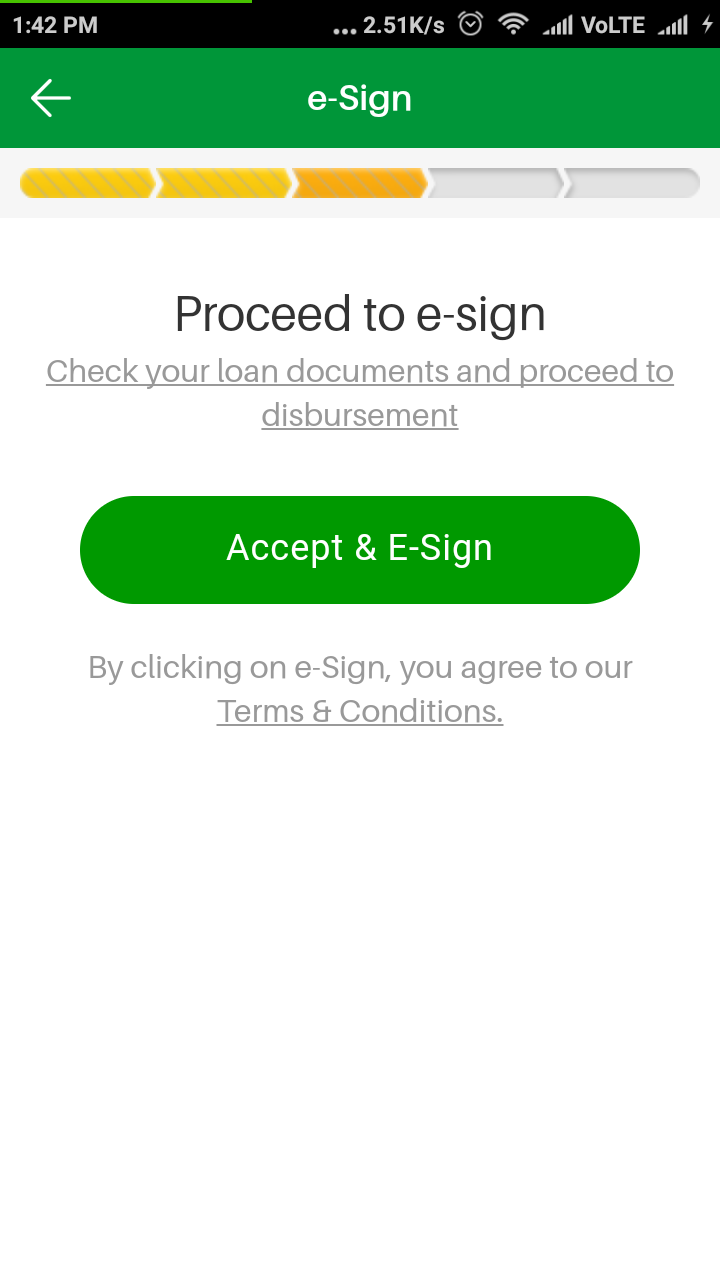 1:42 PM ... 2.51K/s VoLTE
e-Sign
Proceed to e-sign
Check your loan documents and proceed to
disbursement
Accept & E-Sign
By clicking on e-Sign, you agree to our
Terms & Conditions.